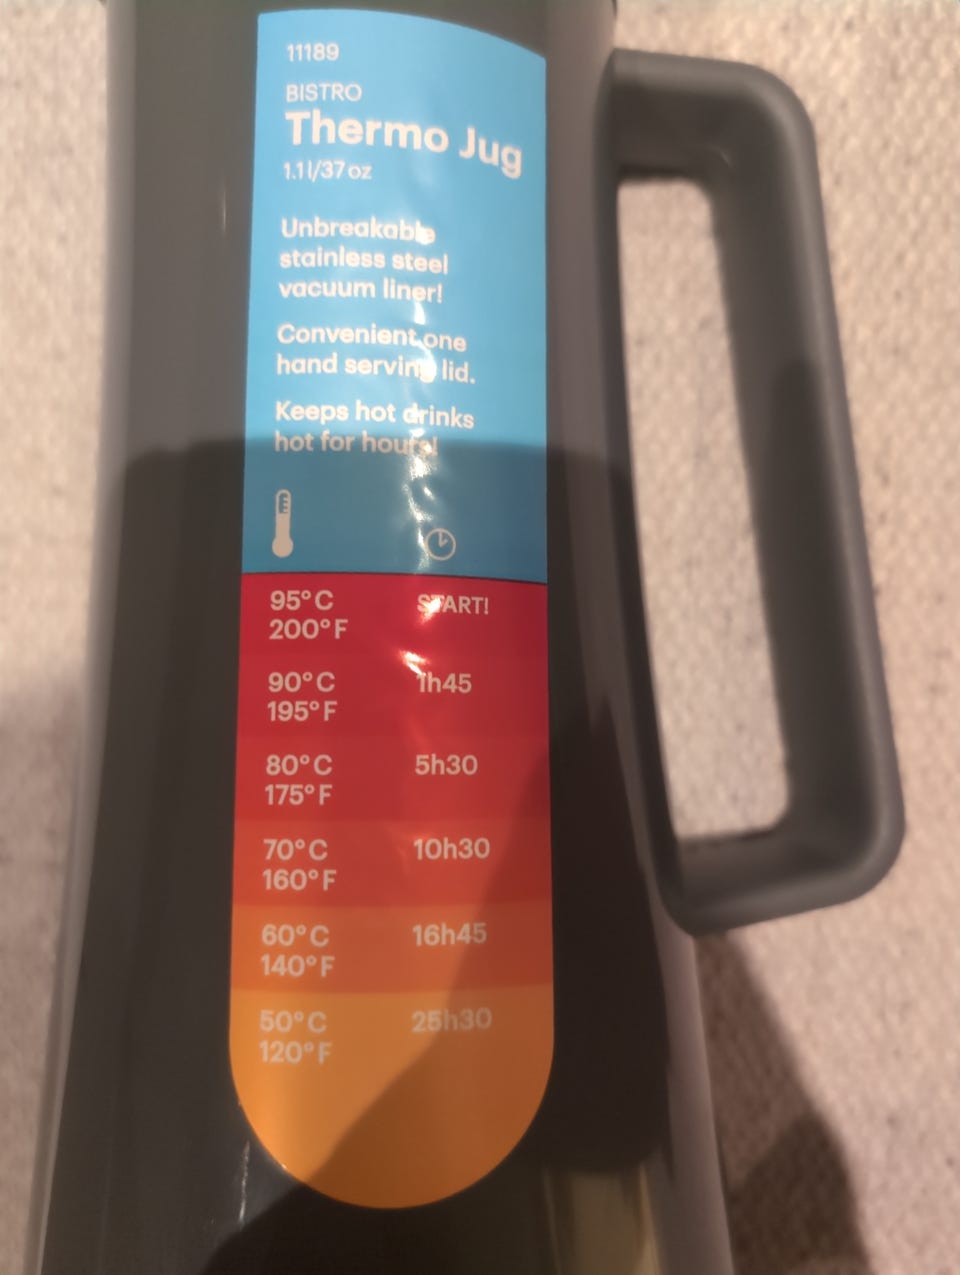 11189
BISTRO
Thermo Jug
1.1 l/37 oz
Unbreakable
stainless steel
vacuum liner!
Convenient one
hand serving lid.
Keeps hot drinks
hot for hours!
95°C START!
200°F
90°C 1h45
195°F
80°C 5h30
175°F
70°C 10h30
160°F
60°C 16h45
140°F
50°C 25h30
120°F